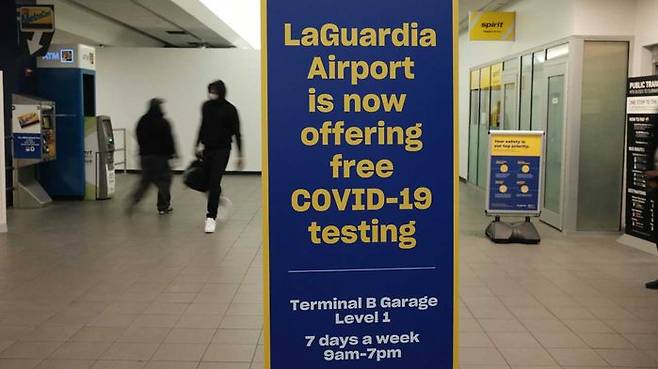 LaGuardia
Airport
is now
offering
free
COVID-19
testing
Terminal B Garage
Level 1
7 days a week
9am-7pm
ATM
spirit
Your safety is
our top priority.
PUBLIC TRAN
STOP